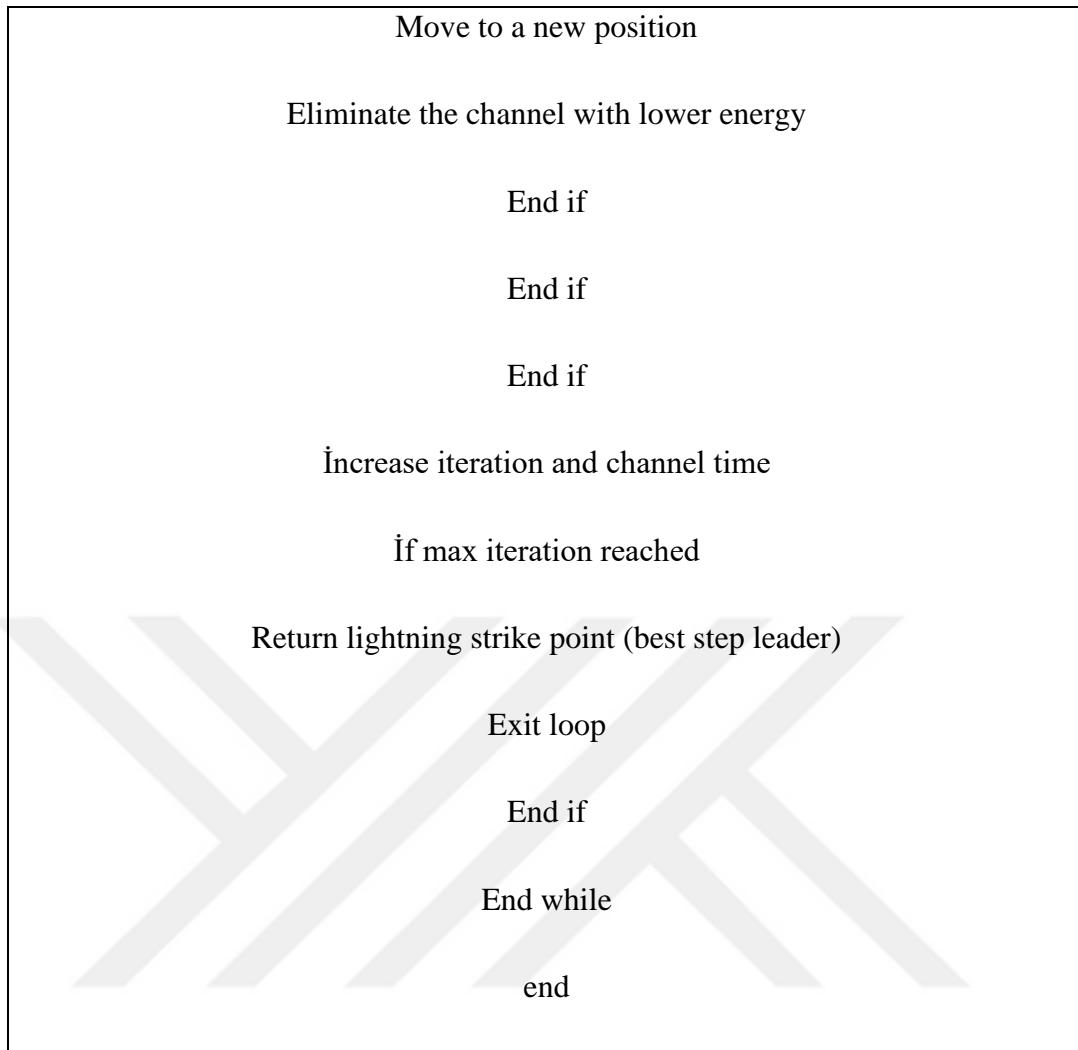 Move to a new position
Eliminate the channel with lower energy
End if
End if
End if
İncrease iteration and channel time
İf max iteration reached
Return lightning strike point (best step leader)
Exit loop
End if
End while
end